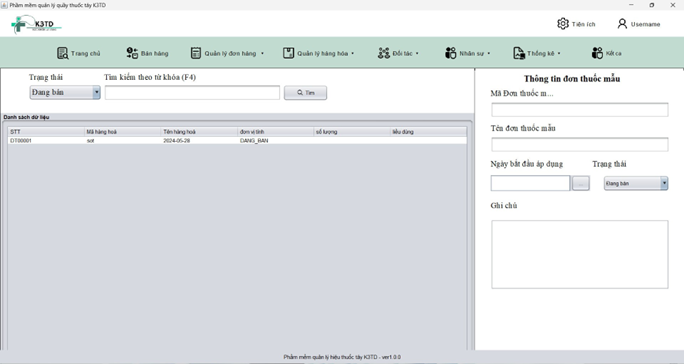 Phầm mềm quản lý quầy thuốc tây K3TD
K3TD
Tiện ích
Username
Trang chủ
Bán hàng
Quản lý đơn hàng
Quản lý hàng hóa
Đối tác
Nhân sự
Thống kê
Kết ca
Trạng thái
Tìm kiếm theo từ khóa (F4)
Đang bán
Tìm
Danh sách dữ liệu
STT Mã hàng hoá Tên hàng hoá đơn vị tính số lượng liều dùng
DT00001 sot 2024-05-28 DANG_BAN
Thông tin đơn thuốc mẫu
Mã Đơn thuốc m...
Tên đơn thuốc mẫu
Ngày bắt đầu áp dụng
Trạng thái
...
Đang bán
Ghi chú
Phầm mềm quản lý hiệu thuốc tây K3TD - ver1.0.0